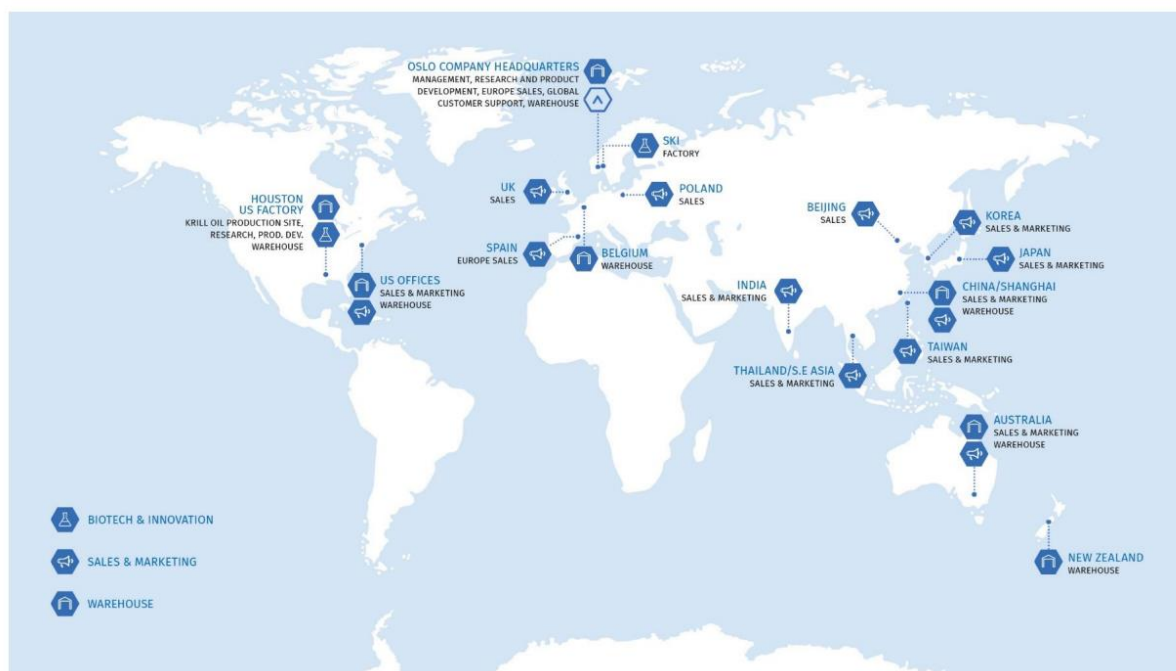 OSLO COMPANY HEADQUARTERS
MANAGEMENT, RESEARCH AND PRODUCT
DEVELOPMENT, EUROPE SALES, GLOBAL
CUSTOMER SUPPORT, WAREHOUSE
SKI
FACTORY
UK
SALES
POLAND
SALES
HOUSTON
US FACTORY
KRILL OIL PRODUCTION SITE,
RESEARCH, PROD. DEV.
WAREHOUSE
SPAIN
EUROPE SALES
BELGIUM
WAREHOUSE
US OFFICES
SALES & MARKETING
WAREHOUSE
BEIJING
SALES
KOREA
SALES & MARKETING
JAPAN
SALES & MARKETING
INDIA
SALES & MARKETING
CHINA/SHANGHAI
SALES & MARKETING
WAREHOUSE
TAIWAN
SALES & MARKETING
THAILAND/S.E ASIA
SALES & MARKETING
AUSTRALIA
SALES & MARKETING
WAREHOUSE
NEW ZEALAND
WAREHOUSE
BIOTECH & INNOVATION
SALES & MARKETING
WAREHOUSE